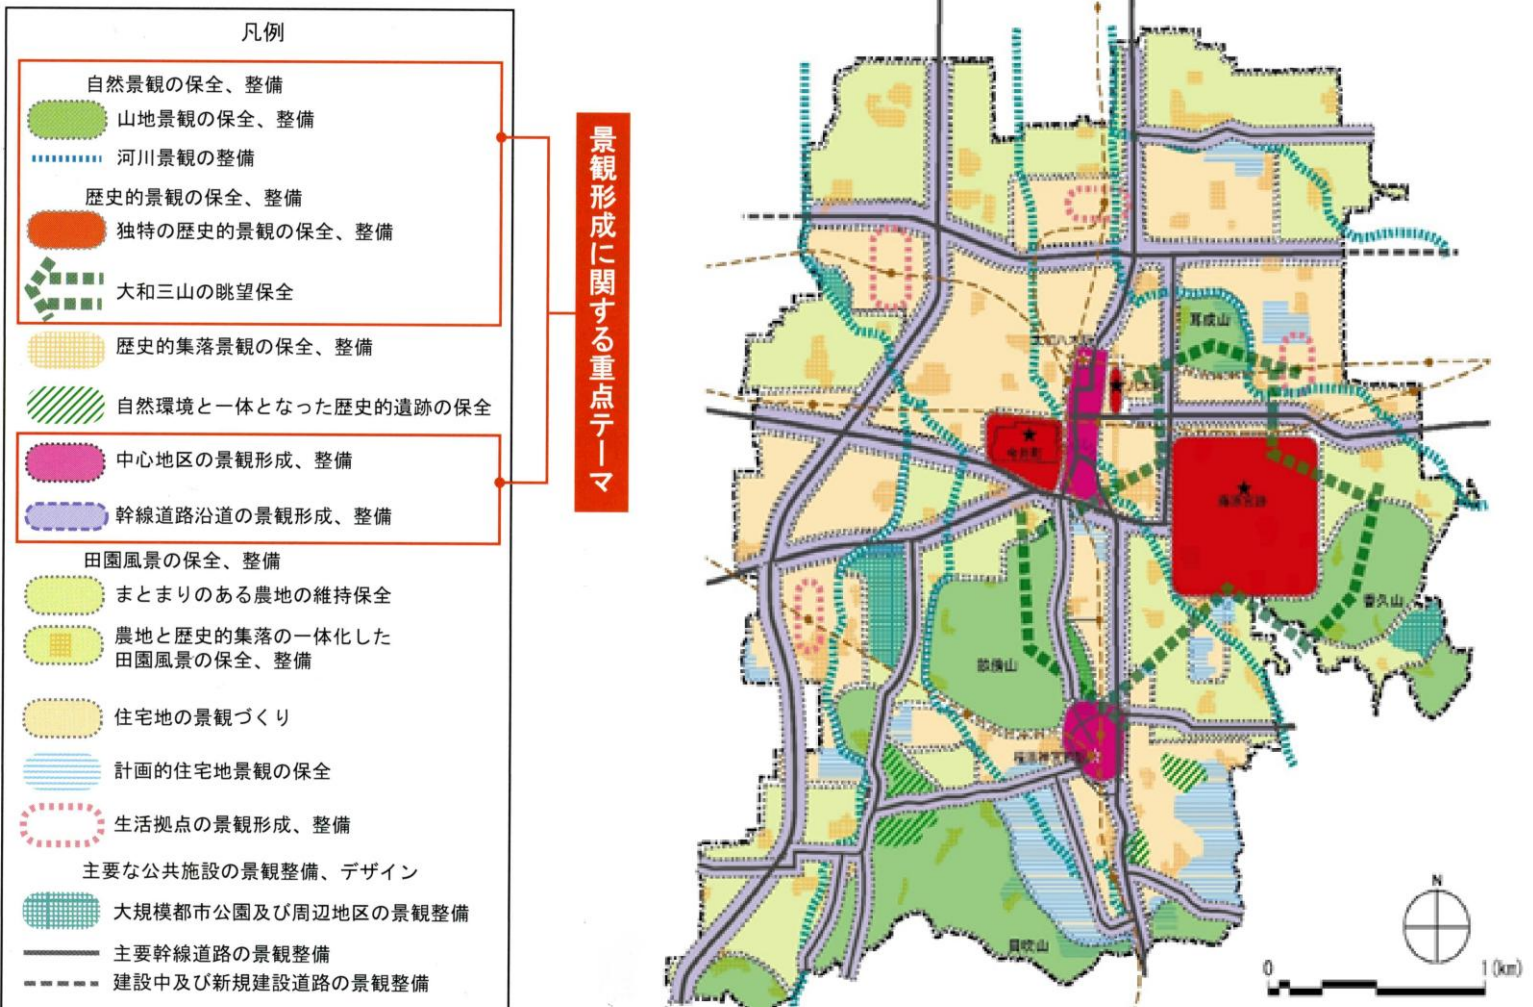 凡例
自然景観の保全、整備
山地景観の保全、整備
河川景観の整備
歴史的景観の保全、整備
独特の歴史的景観の保全、整備
大和三山の眺望保全
歴史的集落景観の保全、整備
自然環境と一体となった歴史的遺跡の保全
中心地区の景観形成、整備
幹線道路沿道の景観形成、整備
田園風景の保全、整備
まとまりのある農地の維持保全
農地と歴史的集落の一体化した
田園風景の保全、整備
住宅地の景観づくり
計画的住宅地景観の保全
生活拠点の景観形成、整備
主要な公共施設の景観整備、デザイン
大規模都市公園及び周辺地区の景観整備
主要幹線道路の景観整備
建設中及び新規建設道路の景観整備
景観形成に関する重点テーマ
耳成山
今井町
藤原宮跡
香久山
畝傍山
貝吹山
N
0 1(km)